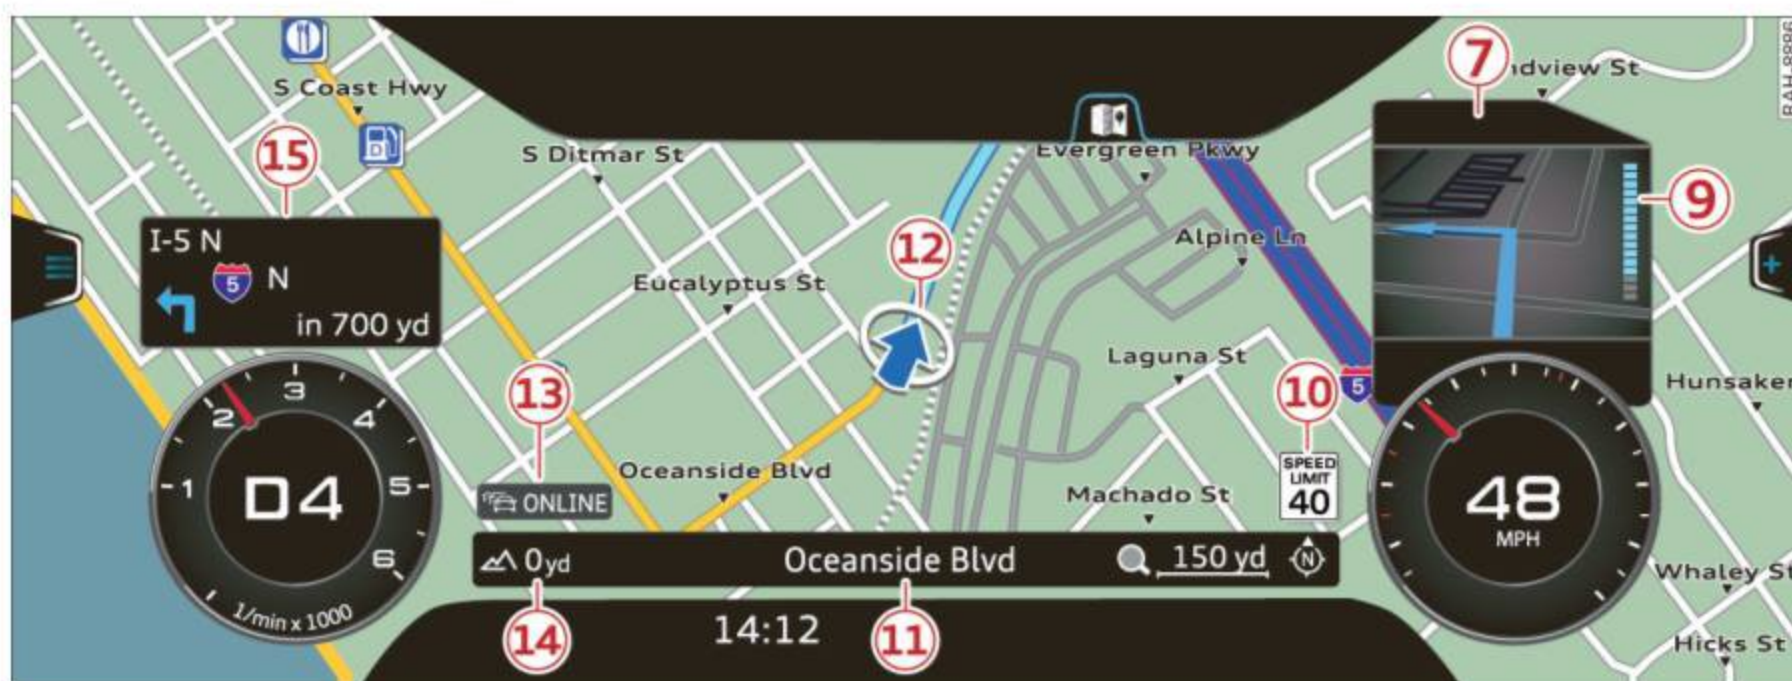 S Coast Hwy
15
I-5 N
5 N
in 700 yd
1
2
3
4
5
6
D4
1/min x 1000
D
S Ditmar St
Eucalyptus St
12
13
ONLINE
Oceanside Blvd
0yd
Oceanside Blvd
150 yd
N
14
14:12
11
Evergreen Pkwy
Alpine Ln
Laguna St
10
5
SPEED
LIMIT
40
Machado St
7
ndview St
9
48
MPH
+
Hunsaker
Whaley St
Hicks St